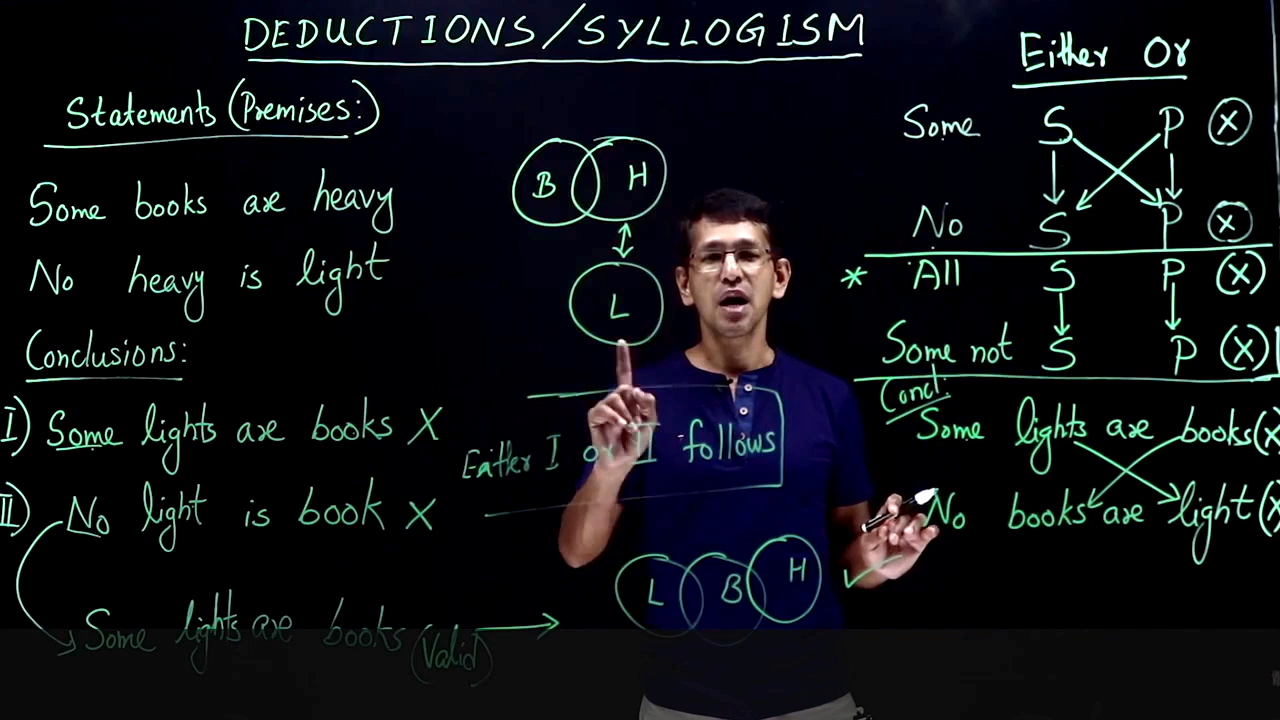 DEDUCTIONS/SYLLOGISM
Statements (Premises:)
Some books are heavy
No heavy is light
Conclusions:
I) Some lights are books X
II) No light is book X
Some lights are books (Valid)
B H
L
Eaither I or II follows
L B H
Either Or
Some S P (X)
No S P (X)
* All S P (X)
Some not S P (X)
Concl:
Some lights are books (X
No books are light (X